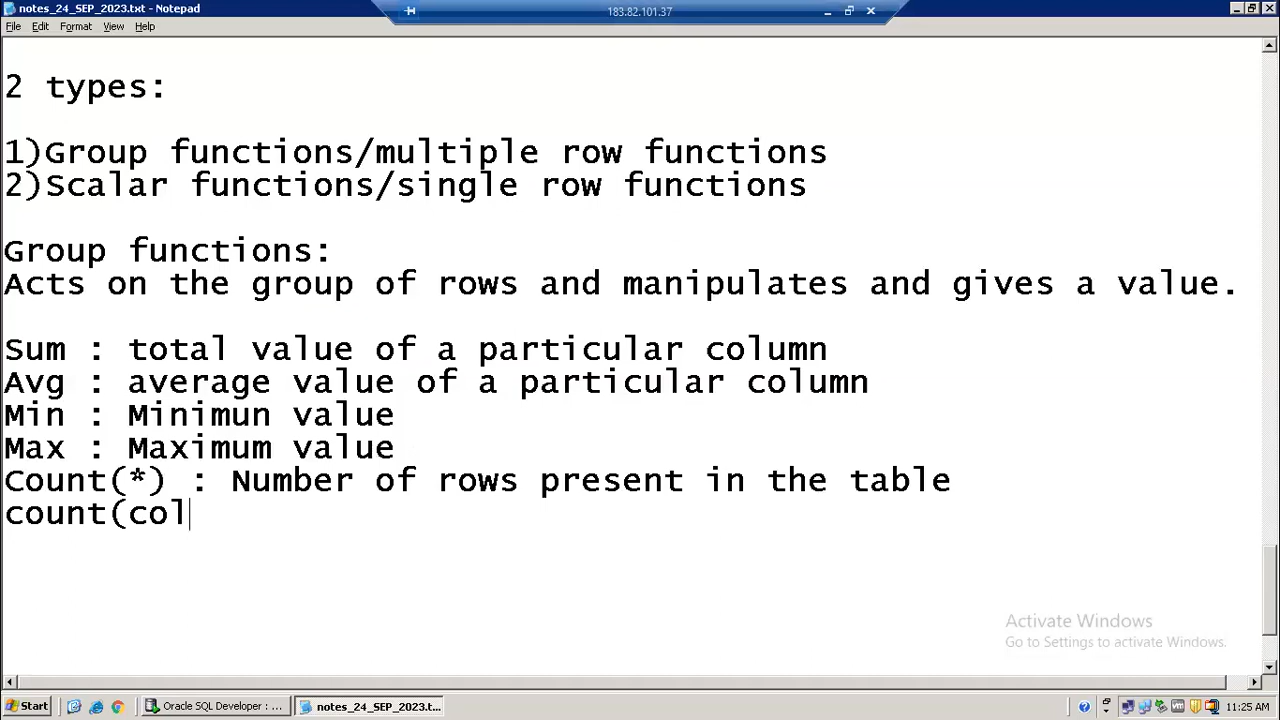 notes_24_SEP_2023.txt - Notepad
183.82.101.37
File Edit Format View Help
2 types:
1)Group functions/multiple row functions
2)Scalar functions/single row functions
Group functions:
Acts on the group of rows and manipulates and gives a value.
Sum : total value of a particular column
Avg : average value of a particular column
Min : Minimun value
Max : Maximum value
Count(*) : Number of rows present in the table
count(col
Activate Windows
Go to Settings to activate Windows.
Start
Oracle SQL Developer : ...
notes_24_SEP_2023.t...
11:25 AM